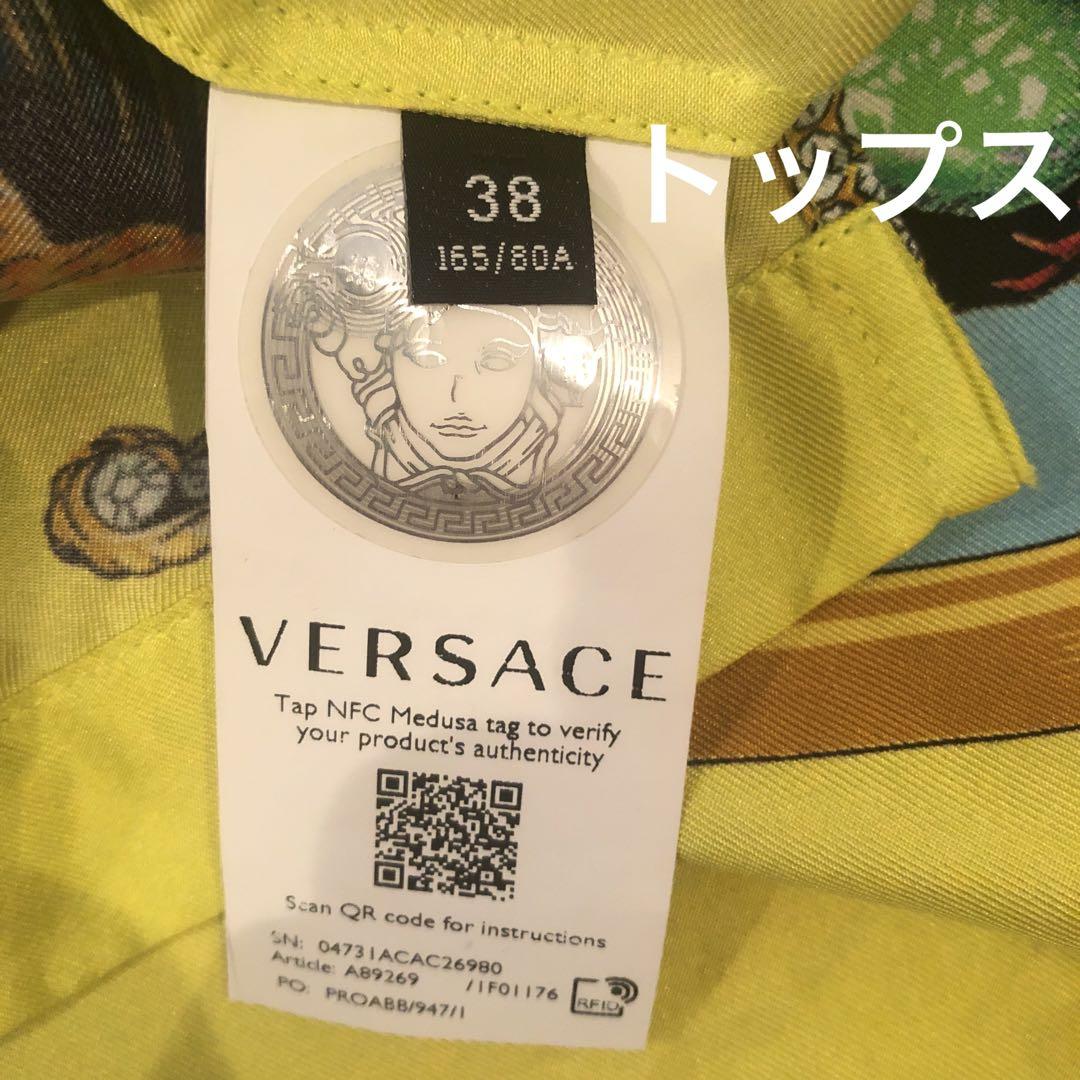 トップス
38
165/80A
VERSACE
Tap NFC Medusa tag to verify
your product's authenticity
Scan QR code for instructions
SN: 04731ACAC26980
Article: A89269 /1F01176
RFID
PO: PROABB/947/1